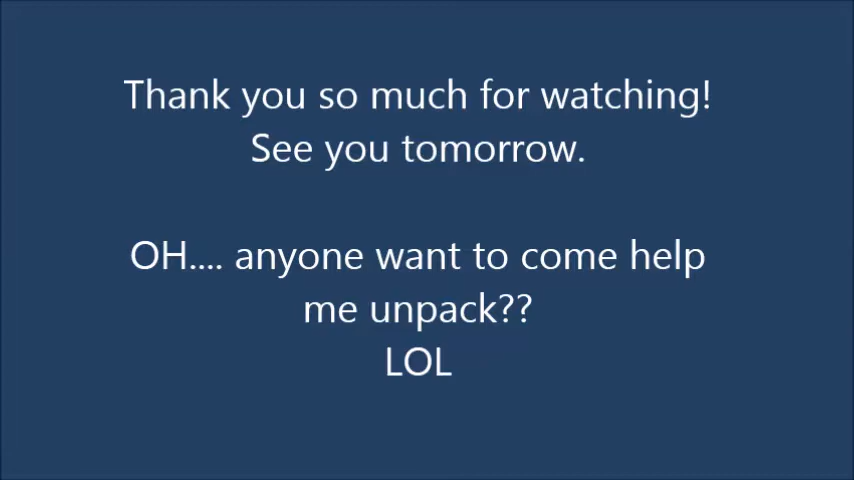 Thank you so much for watching!
See you tomorrow.
OH.... anyone want to come help
me unpack??
LOL